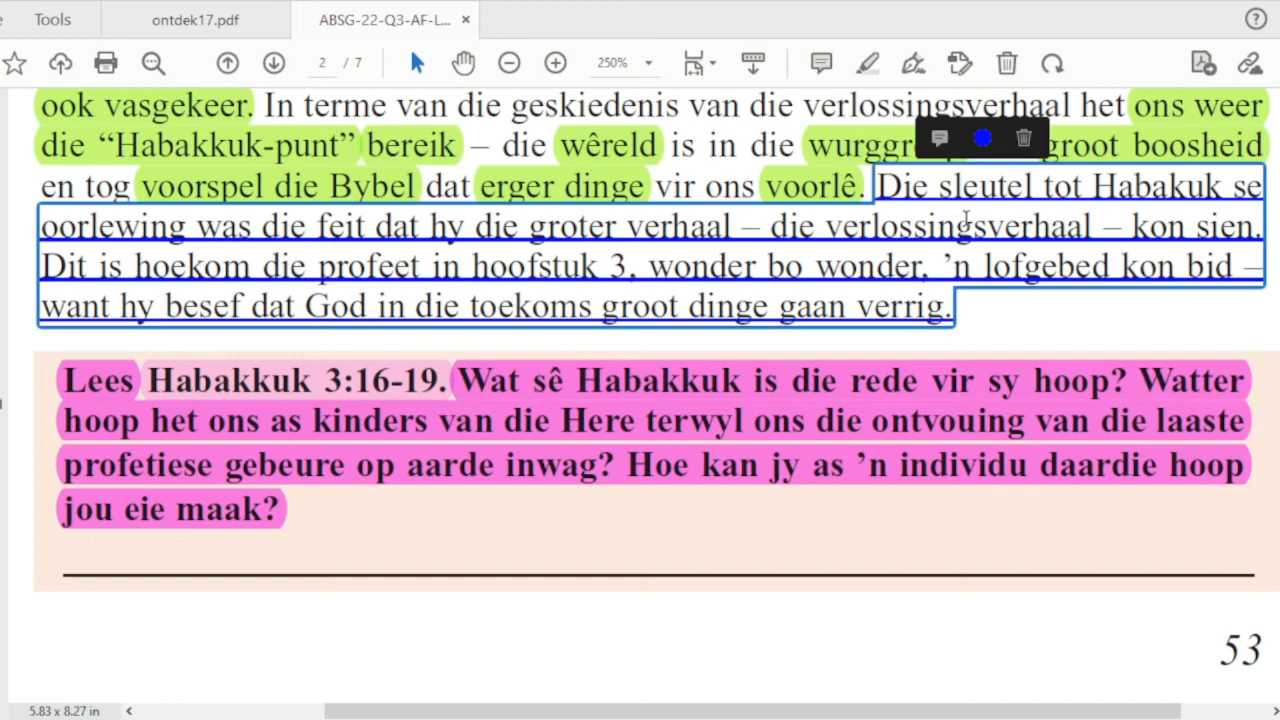 Tools
ontdek17.pdf
ABSG-22-Q3-AF-L... ×
2 / 7
250%
ook vasgekeer. In terme van die geskiedenis van die verlossingsverhaal het ons weer
die “Habakkuk-punt” bereik – die wêreld is in die groot boosheid
en tog voorspel die Bybel dat erger dinge vir ons voorlê. Die sleutel tot Habakuk se
oorlewing was die feit dat hy die groter verhaal – die verlossingsverhaal – kon sien.
Dit is hoekom die profeet in hoofstuk 3, wonder bo wonder, ’n lofgebed kon bid –
want hy besef dat God in die toekoms groot dinge gaan verrig.
Lees Habakkuk 3:16-19. Wat sê Habakkuk is die rede vir sy hoop? Watter
hoop het ons as kinders van die Here terwyl ons die ontvouing van die laaste
profetiese gebeure op aarde inwag? Hoe kan jy as ’n individu daardie hoop
jou eie maak?
53
5.83 x 8.27 in